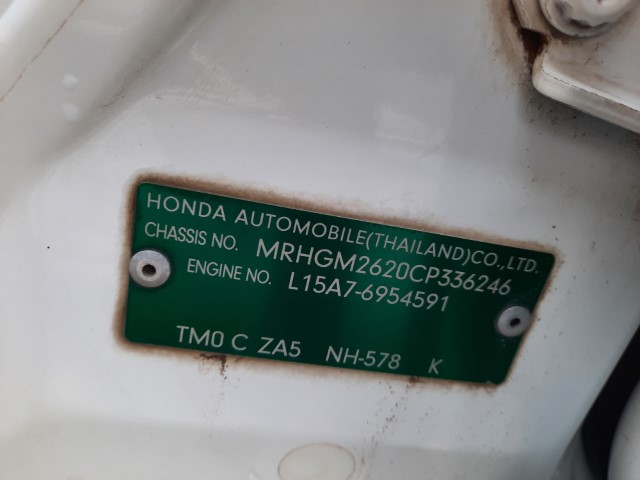 HONDA AUTOMOBILE(THAILAND)CO.,LTD.
CHASSIS NO. MRHGM2620CP336246
ENGINE NO. L15A7-6954591
TM0 C ZA5 NH-578 K